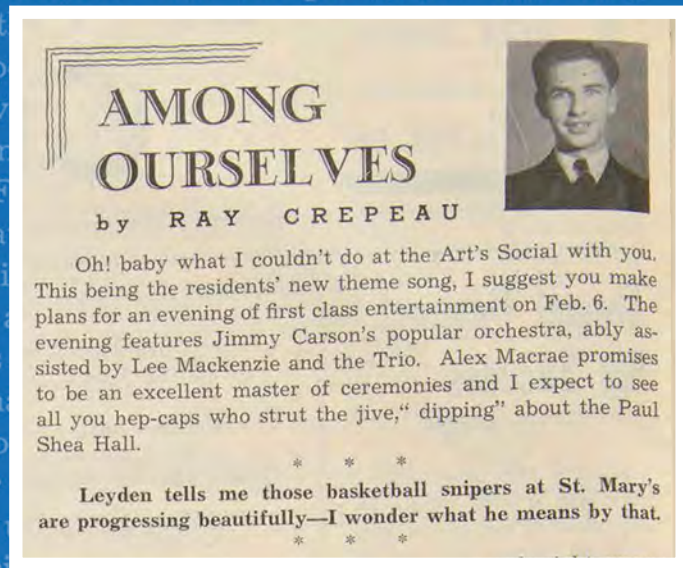 AMONG
OURSELVES
by RAY CREPEAU
Oh! baby what I couldn't do at the Art's Social with you.
This being the residents' new theme song, I suggest you make
plans for an evening of first class entertainment on Feb. 6. The
evening features Jimmy Carson's popular orchestra, ably as-
sisted by Lee Mackenzie and the Trio. Alex Macrae promises
to be an excellent master of ceremonies and I expect to see
all you hep-caps who strut the jive,“ dipping” about the Paul
Shea Hall.
* * *
Leyden tells me those basketball snipers at St. Mary's
are progressing beautifully—I wonder what he means by that.
* * *